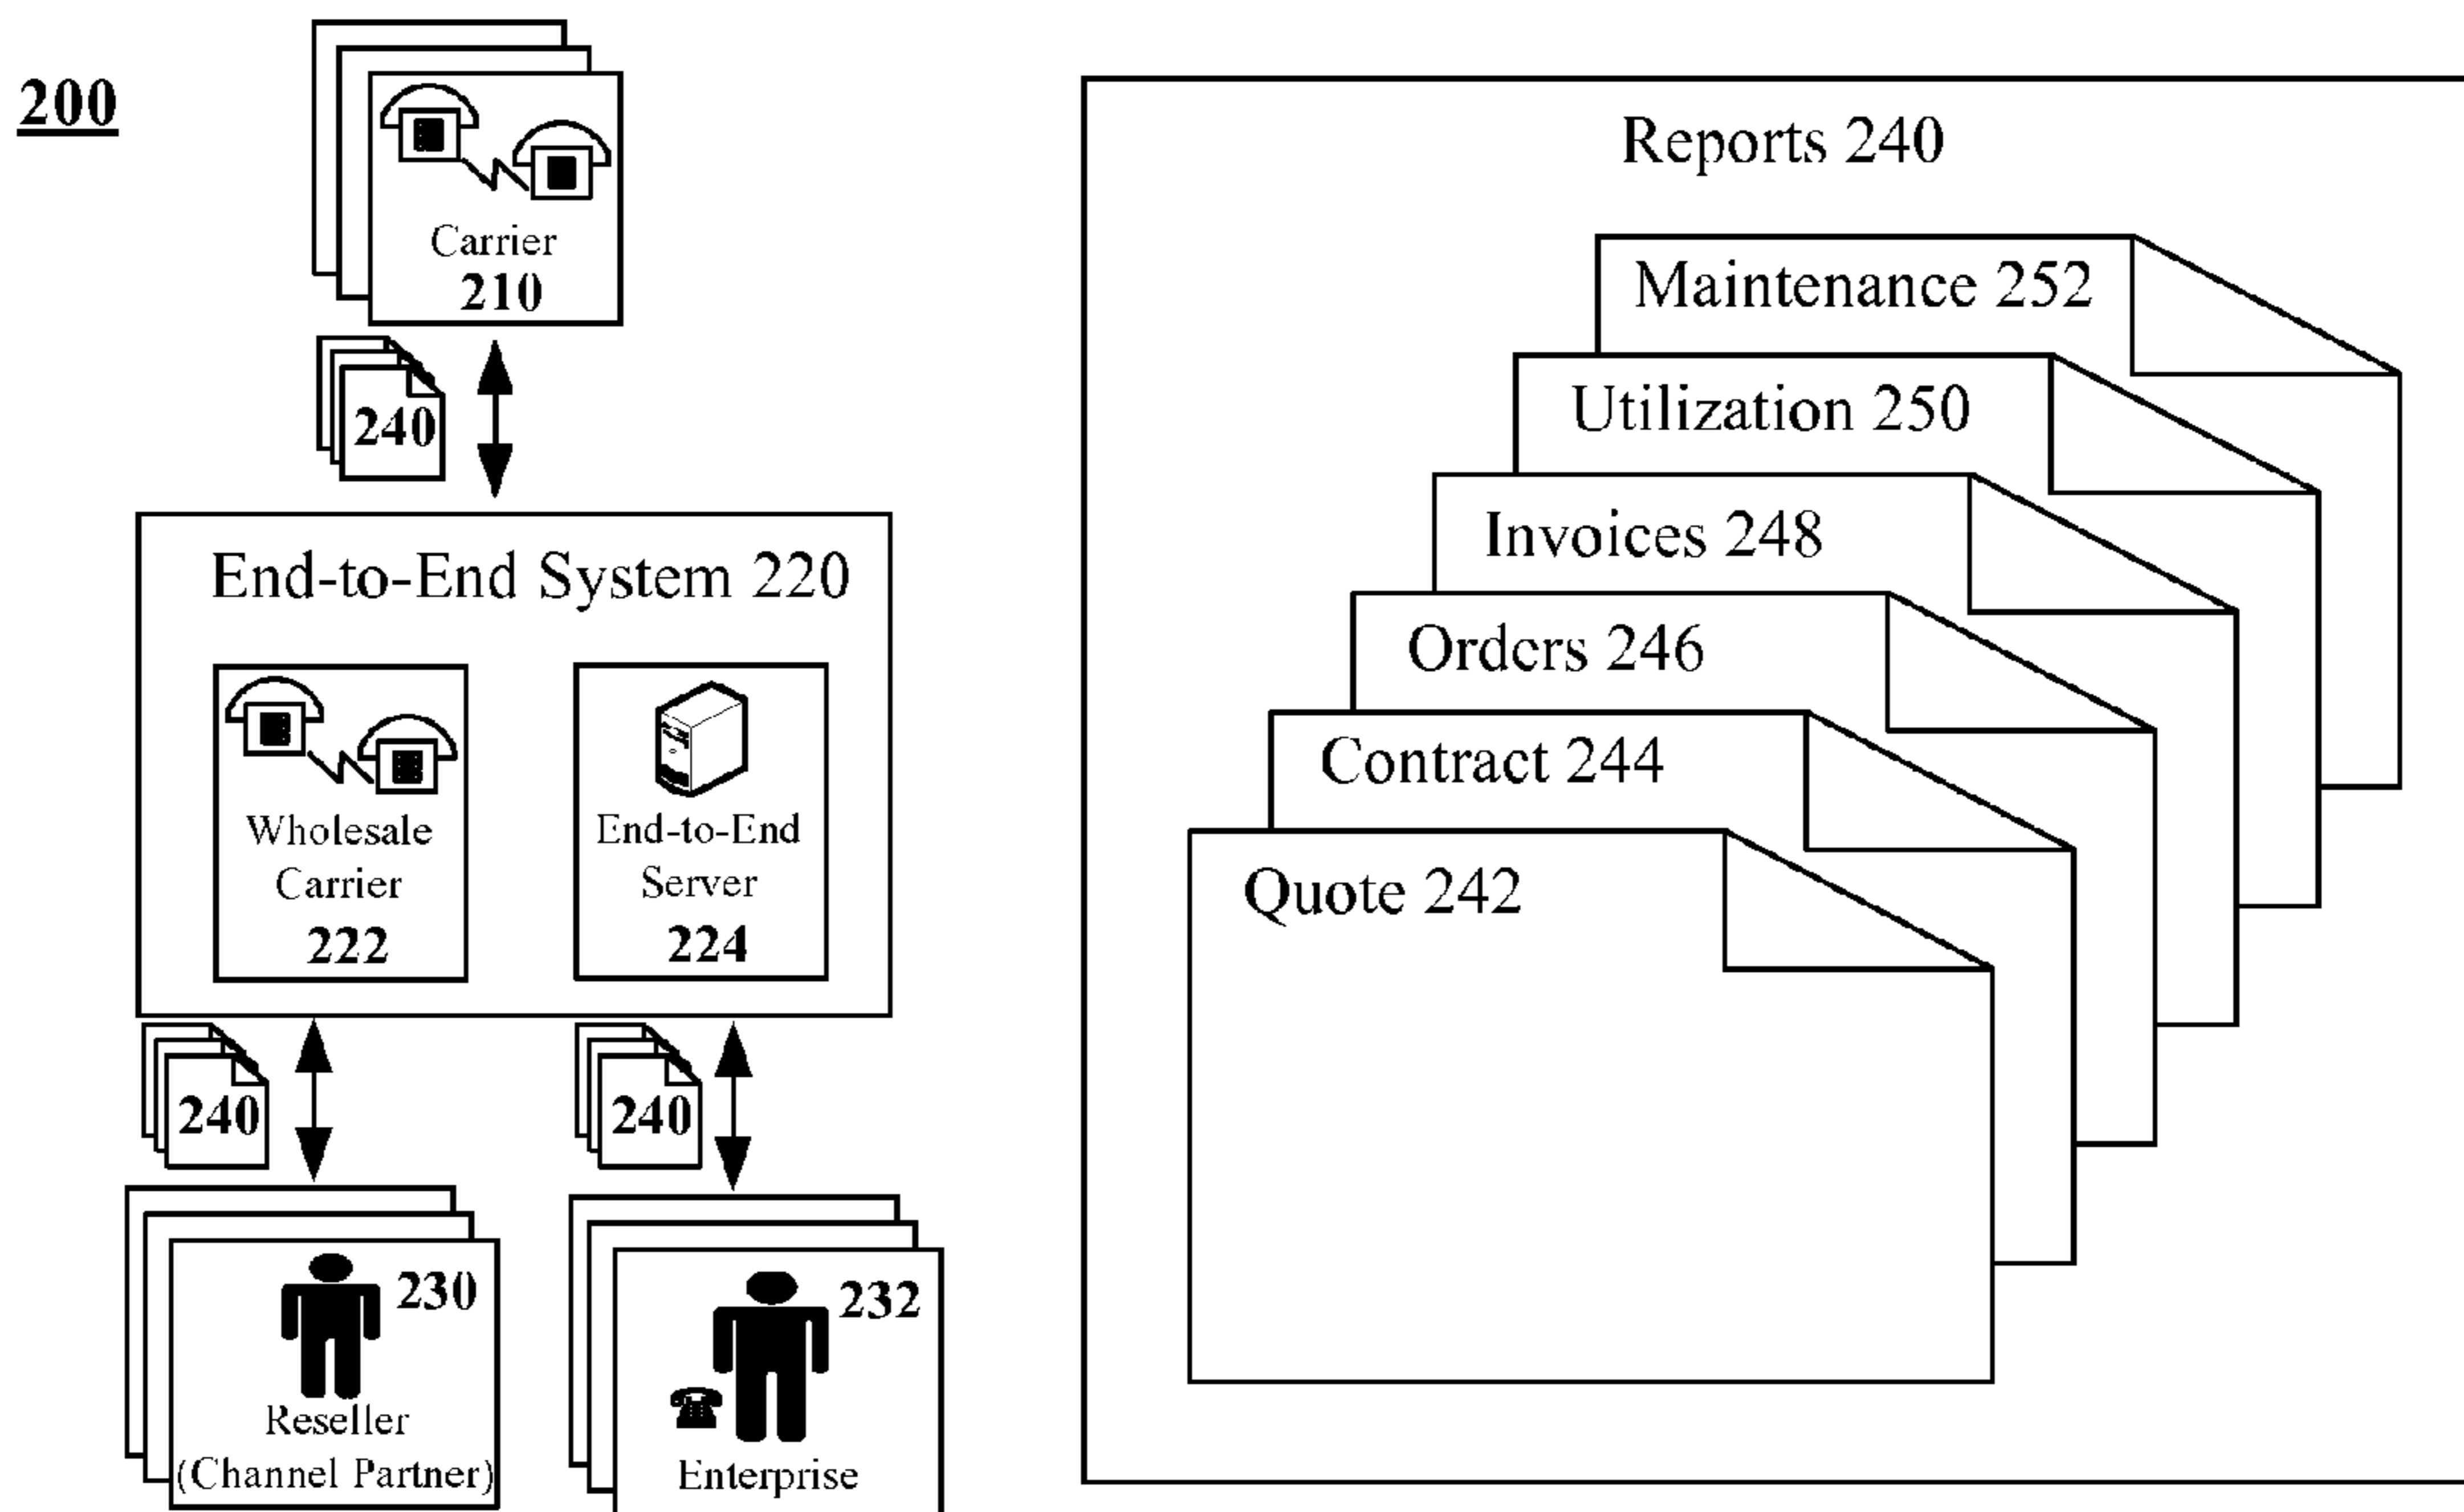 200
Carrier
210
240
End-to-End System 220
Wholesale
Carrier
222
End-to-End
Server
224
240
240
230
Reseller
(Channel Partner)
232
Enterprise
Reports 240
Maintenance 252
Utilization 250
Invoices 248
Orders 246
Contract 244
Quote 242